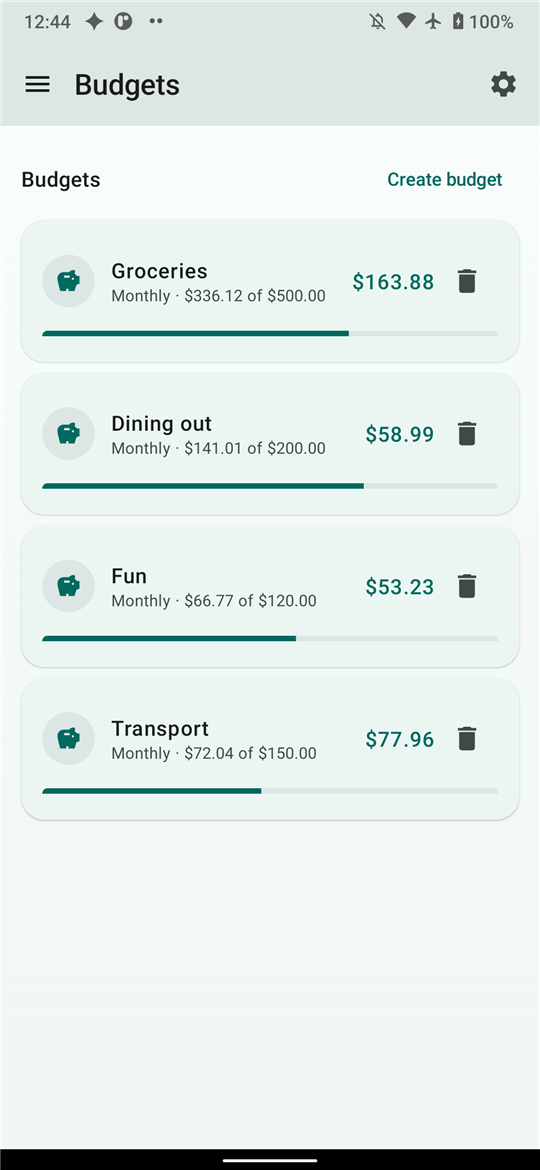 12:44
100%
Budgets
Budgets
Create budget
Groceries
Monthly · $336.12 of $500.00
$163.88
Dining out
Monthly · $141.01 of $200.00
$58.99
Fun
Monthly · $66.77 of $120.00
$53.23
Transport
Monthly · $72.04 of $150.00
$77.96